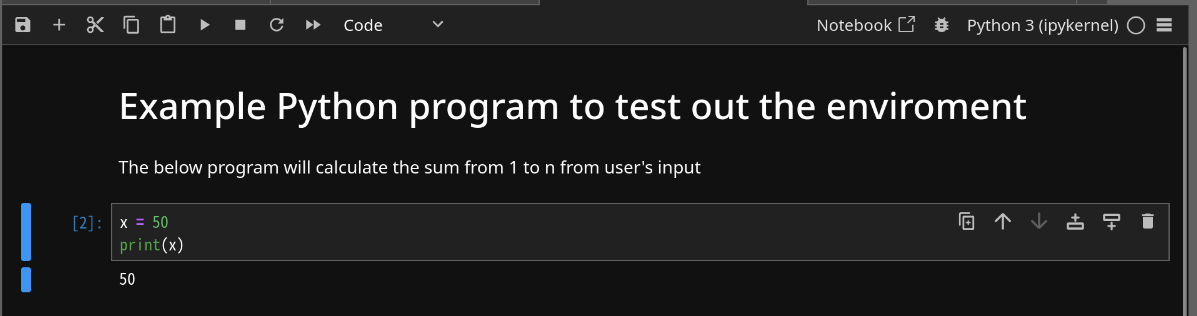 Code
Notebook
Python 3 (ipykernel)
Example Python program to test out the enviroment
The below program will calculate the sum from 1 to n from user's input
[2]:
x = 50
print(x)
50